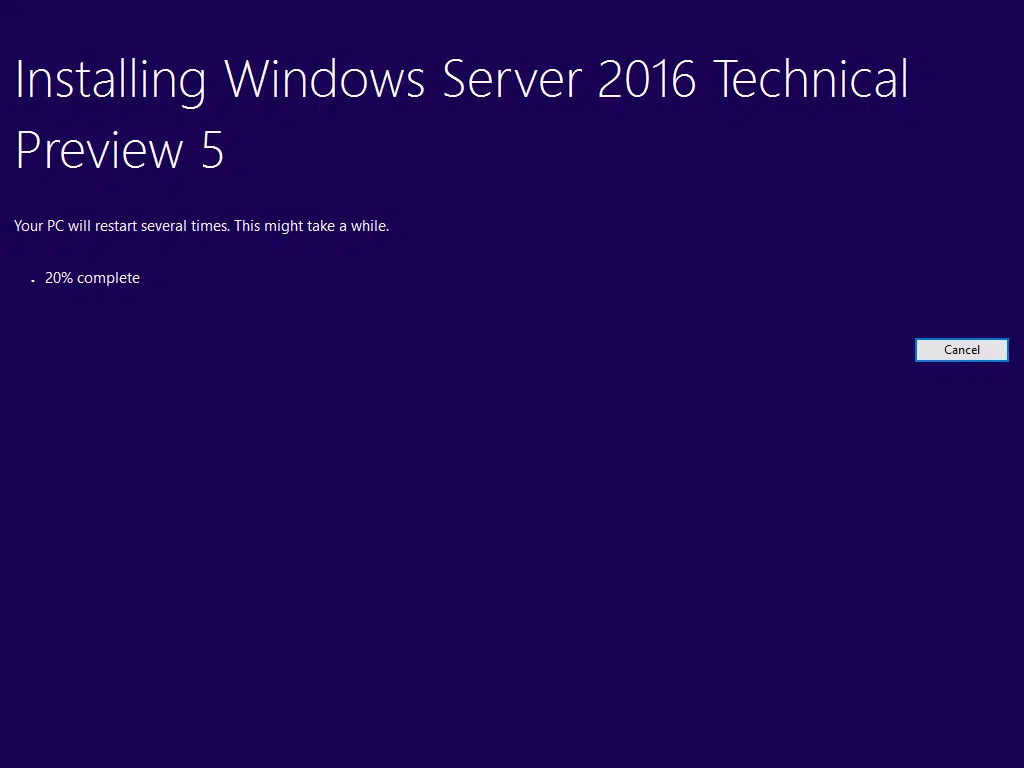 Installing Windows Server 2016 Technical
Preview 5
Your PC will restart several times. This might take a while.
20% complete
Cancel